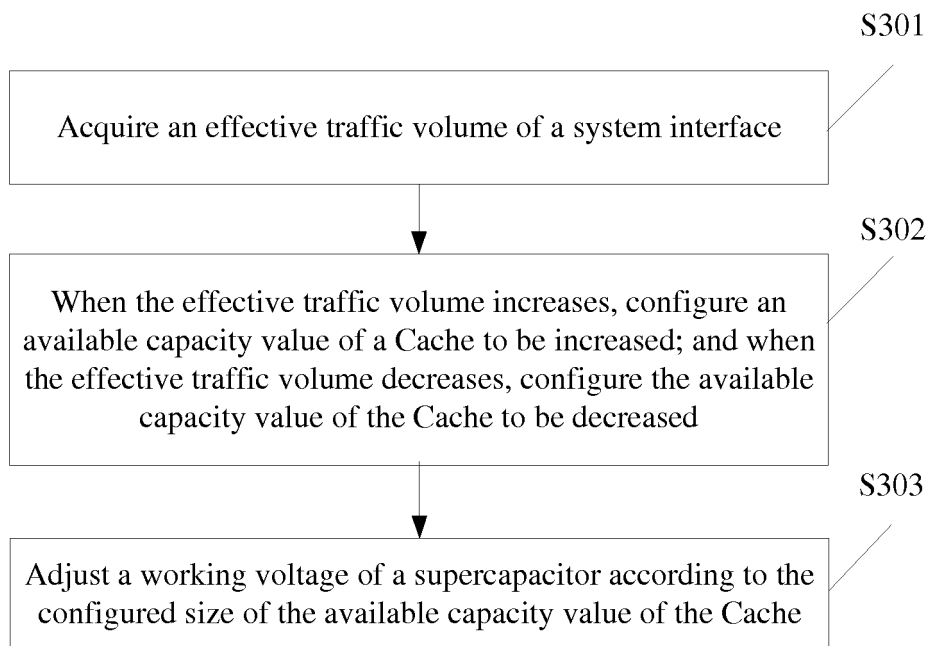 S301
Acquire an effective traffic volume of a system interface
S302
When the effective traffic volume increases, configure an
available capacity value of a Cache to be increased; and when
the effective traffic volume decreases, configure the available
capacity value of the Cache to be decreased
S303
Adjust a working voltage of a supercapacitor according to the
configured size of the available capacity value of the Cache